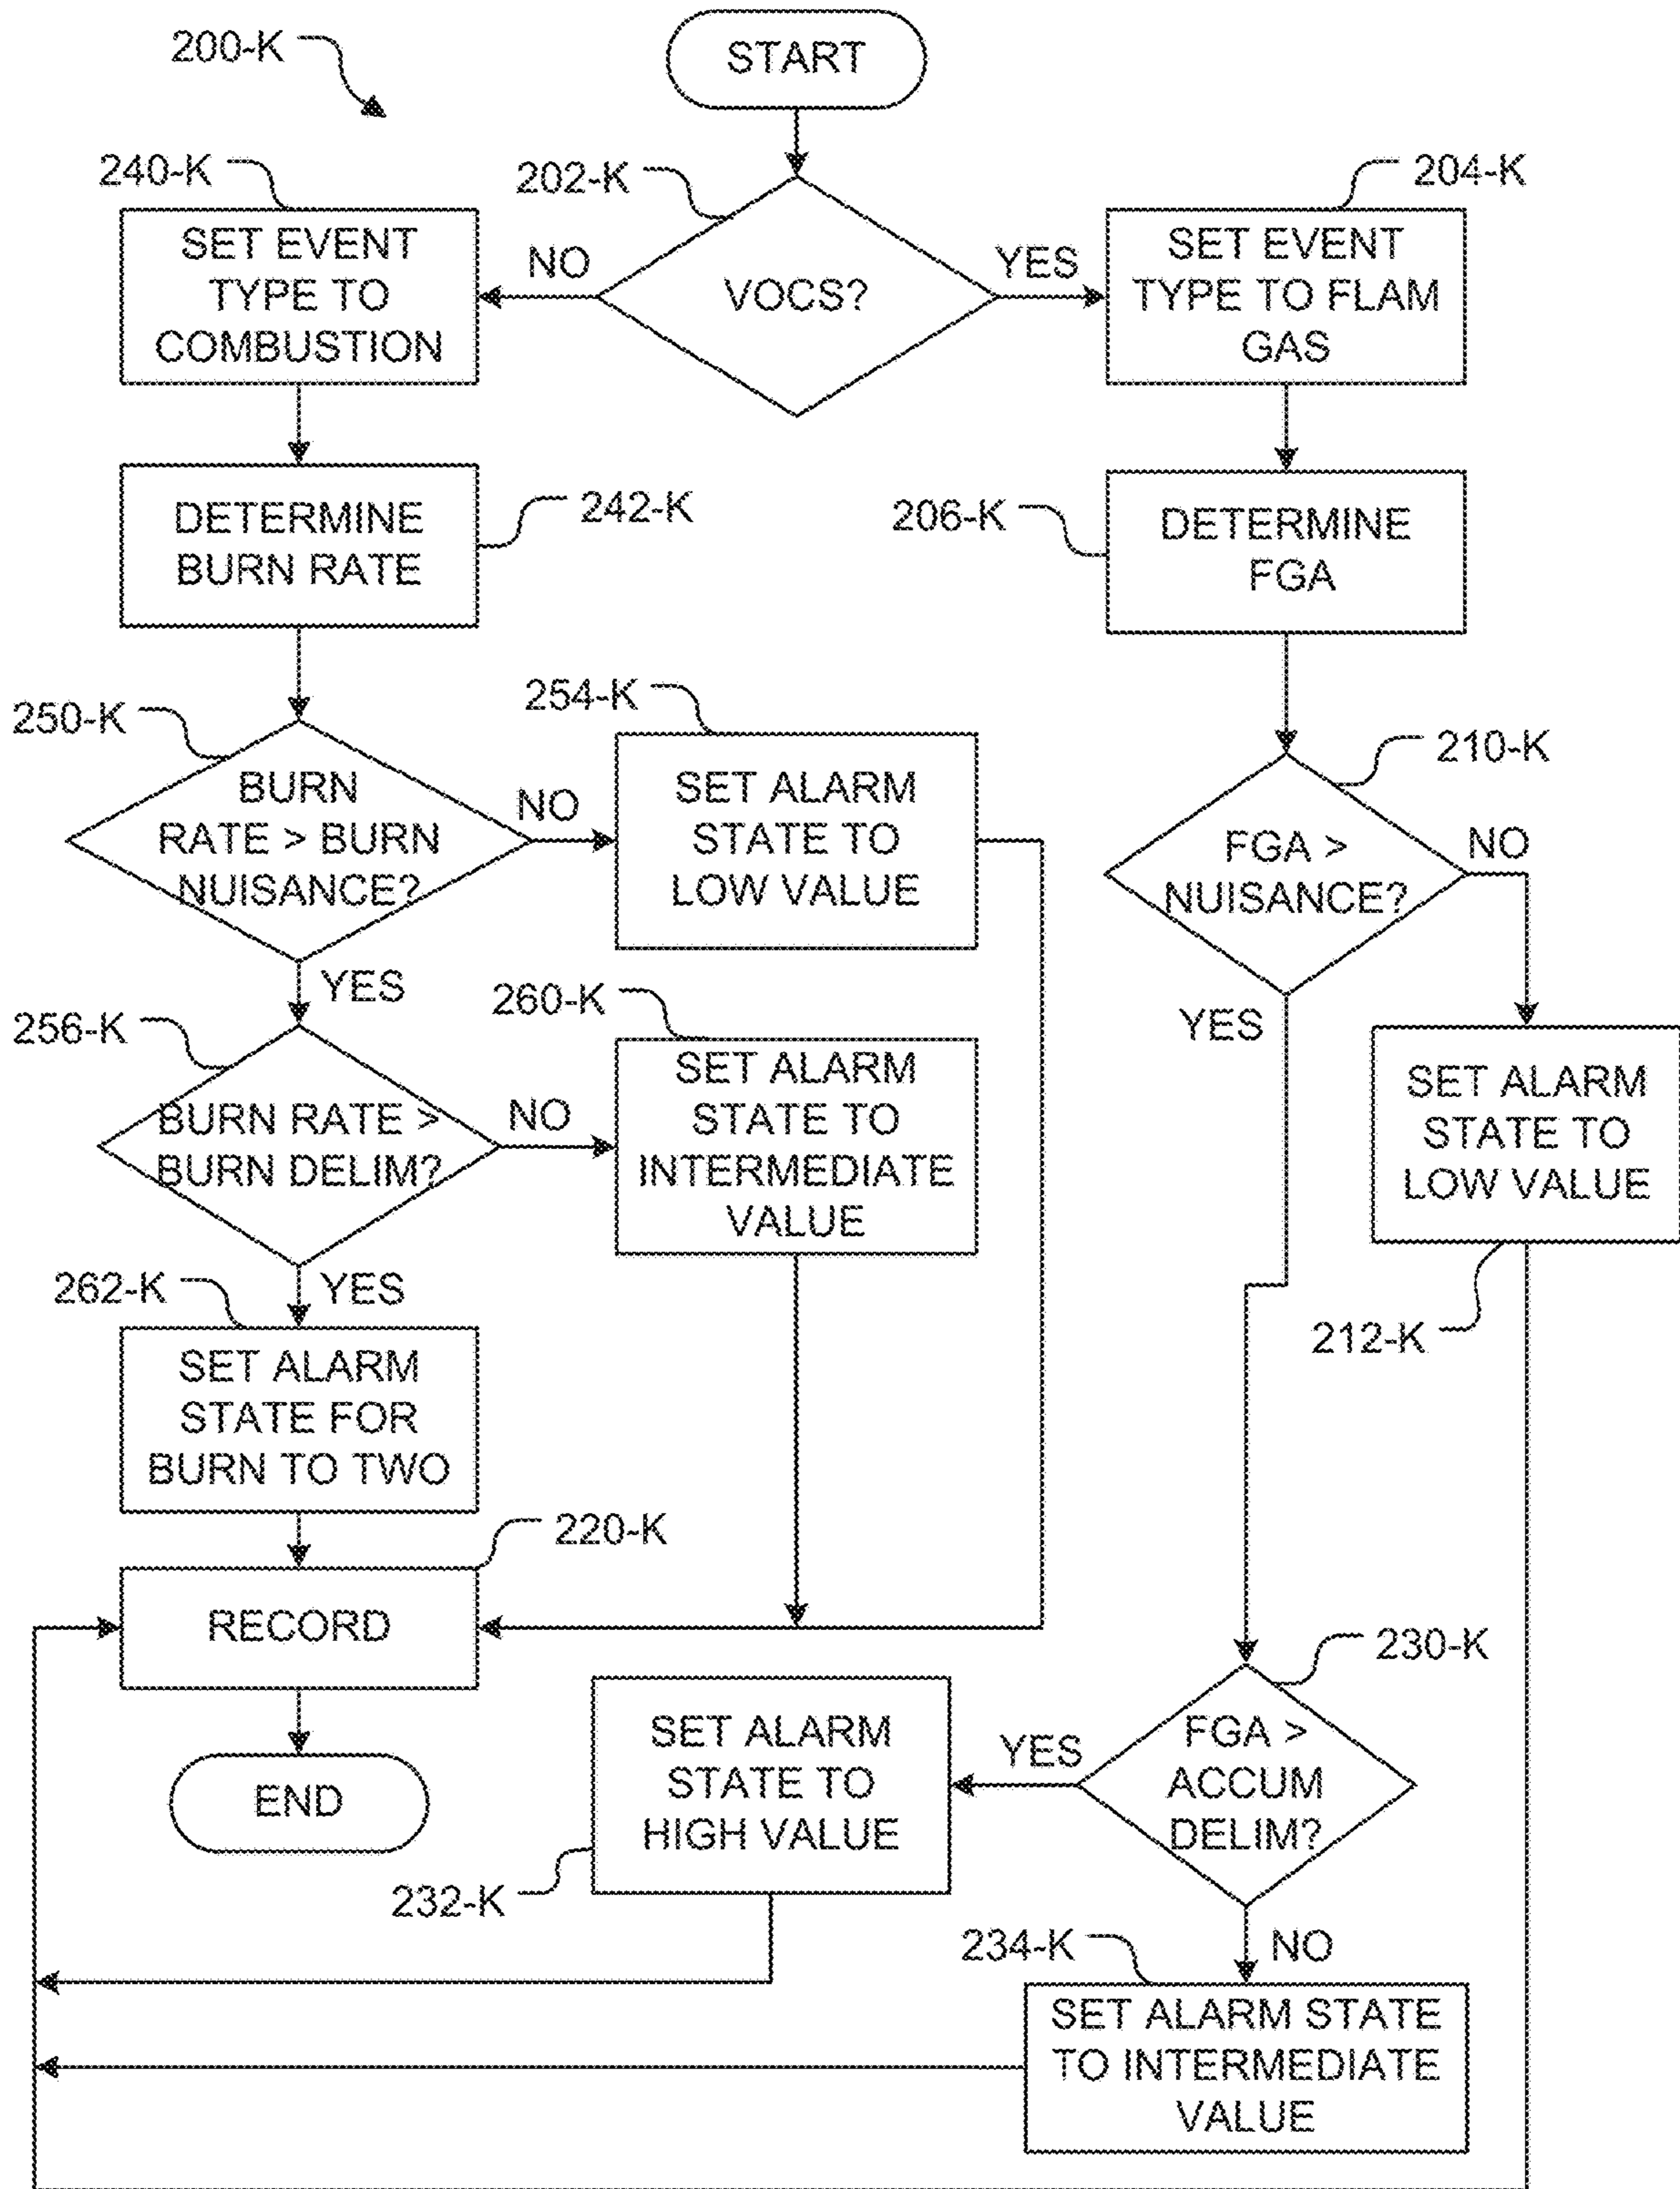 200-K
START
240-K
202-K
204-K
SET EVENT
TYPE TO
COMBUSTION
NO
VOCS?
YES
SET EVENT
TYPE TO FLAM
GAS
DETERMINE
BURN RATE
242-K
206-K
DETERMINE
FGA
250-K
254-K
210-K
BURN
RATE > BURN
NUISANCE?
NO
SET ALARM
STATE TO
LOW VALUE
FGA >
NUISANCE?
NO
YES
YES
256-K
260-K
BURN RATE >
BURN DELIM?
NO
SET ALARM
STATE TO
INTERMEDIATE
VALUE
SET ALARM
STATE TO
LOW VALUE
212-K
262-K
YES
SET ALARM
STATE FOR
BURN TO TWO
220-K
RECORD
END
230-K
FGA >
ACCUM
DELIM?
YES
SET ALARM
STATE TO
HIGH VALUE
232-K
234-K
NO
SET ALARM STATE
TO INTERMEDIATE
VALUE